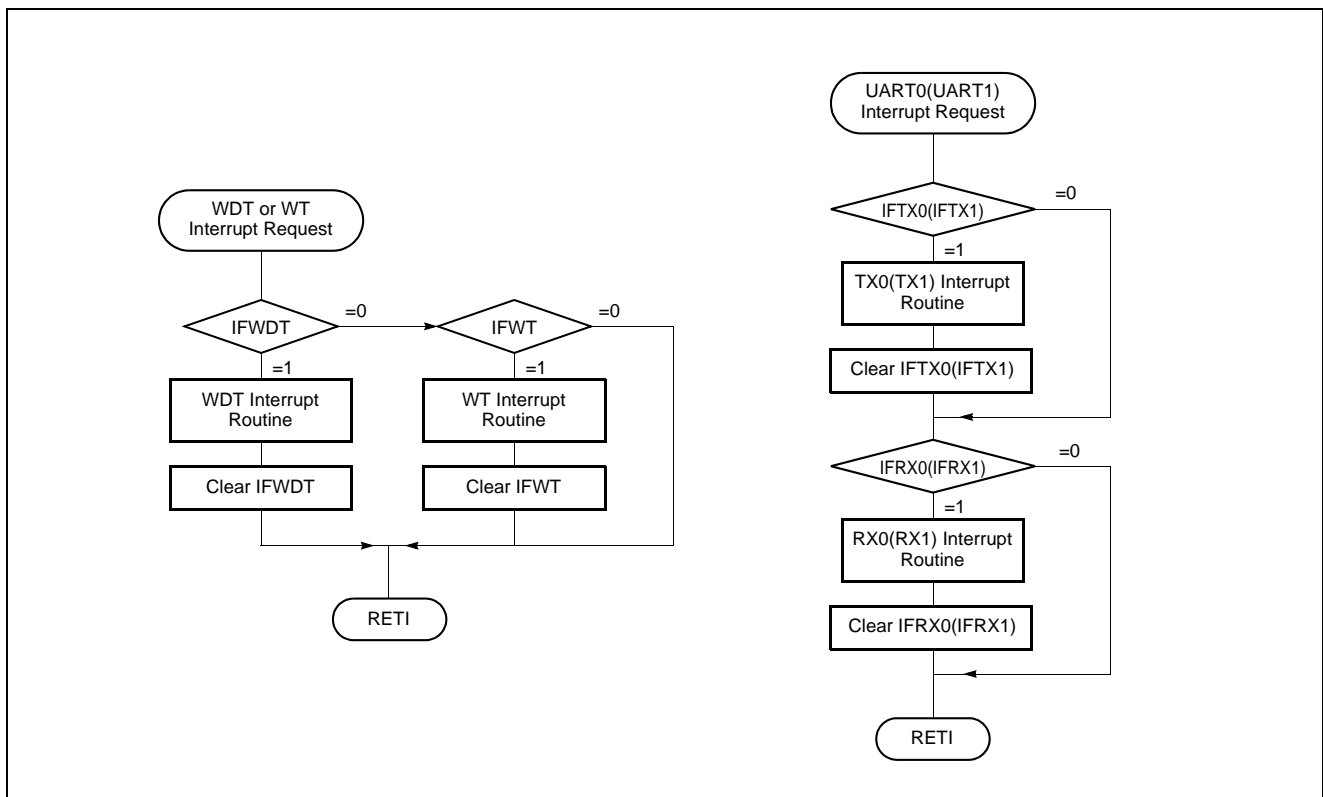 WDT or WT
Interrupt Request
IFWDT
=0
IFWT
=0
=1
=1
WDT Interrupt
Routine
WT Interrupt
Routine
Clear IFWDT
Clear IFWT
RETI
UART0(UART1)
Interrupt Request
IFTX0(IFTX1)
=0
=1
TX0(TX1) Interrupt
Routine
Clear IFTX0(IFTX1)
IFRX0(IFRX1)
=0
=1
RX0(RX1) Interrupt
Routine
Clear IFRX0(IFRX1)
RETI